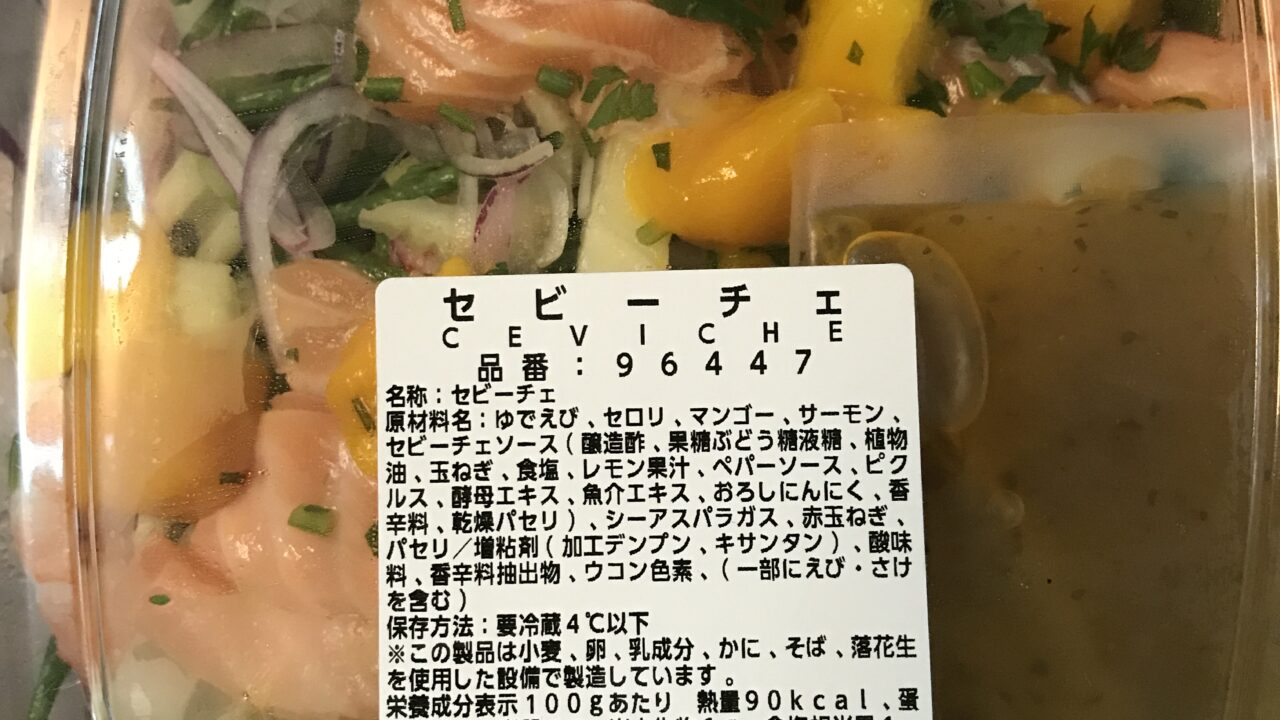 セビーチェ
CEVICHE
品番：96447
名称：セビーチェ
原材料名：ゆでえび、セロリ、マンゴー、サーモン、
セビーチェソース(醸造酢、果糖ぶどう糖液糖、植物
油、玉ねぎ、食塩、レモン果汁、ペパーソース、ピク
ルス、酵母エキス、魚介エキス、おろしにんにく、香
辛料、乾燥パセリ)、シーアスパラガス、赤玉ねぎ、
パセリ／増粘剤(加工デンプン、キサンタン)、酸味
料、香辛料抽出物、ウコン色素、(一部にえび・さけ
を含む)
保存方法：要冷蔵4℃以下
※この製品は小麦、卵、乳成分、かに、そば、落花生
を使用した設備で製造しています。
栄養成分表示100gあたり　熱量90kcal、蛋